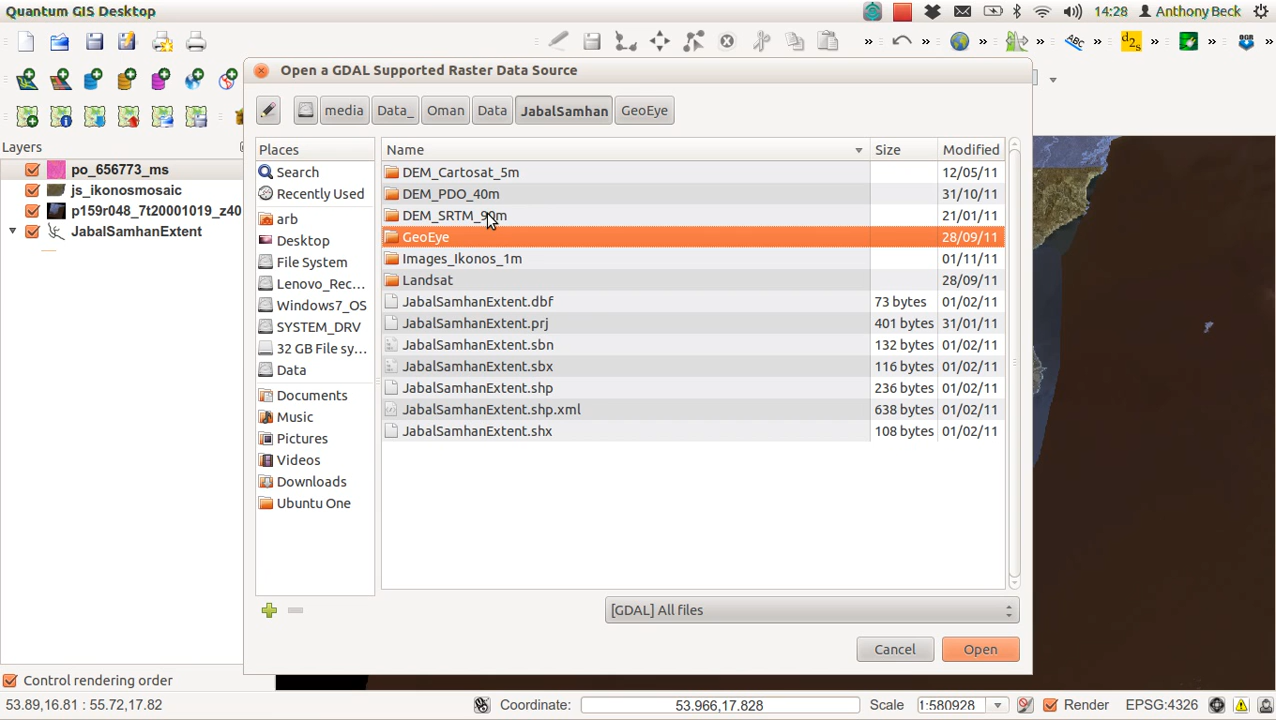 Quantum GIS Desktop
14:28 Anthony Beck
ABC
d2s
OSR
Open a GDAL Supported Raster Data Source
media Data_ Oman Data JabalSamhan GeoEye
Layers
po_656773_ms
js_ikonosmosaic
p159r048_7t20001019_z40
JabalSamhanExtent
Places
Search
Recently Used
arb
Desktop
File System
Lenovo_Rec...
Windows7_OS
SYSTEM_DRV
32 GB File sy...
Data
Documents
Music
Pictures
Videos
Downloads
Ubuntu One
Name Size Modified
DEM_Cartosat_5m 12/05/11
DEM_PDO_40m 31/10/11
DEM_SRTM_90m 21/01/11
GeoEye 28/09/11
Images_Ikonos_1m 01/11/11
Landsat 28/09/11
JabalSamhanExtent.dbf 73 bytes 01/02/11
JabalSamhanExtent.prj 401 bytes 31/01/11
JabalSamhanExtent.sbn 132 bytes 01/02/11
JabalSamhanExtent.sbx 116 bytes 01/02/11
JabalSamhanExtent.shp 236 bytes 01/02/11
JabalSamhanExtent.shp.xml 638 bytes 01/02/11
JabalSamhanExtent.shx 108 bytes 01/02/11
[GDAL] All files
Cancel Open
Control rendering order
53.89,16.81 : 55.72,17.82 Coordinate: 53.966,17.828 Scale 1:580928 Render EPSG:4326